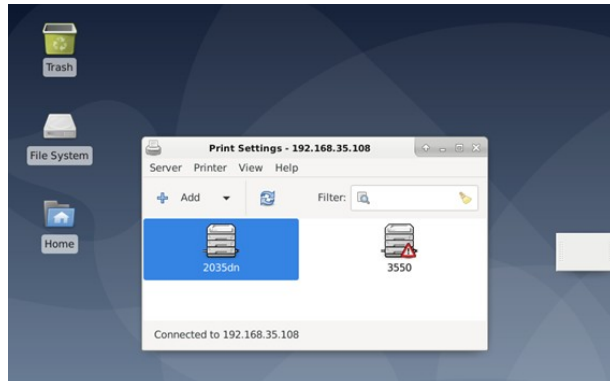 Trash
File System
Home
Print Settings - 192.168.35.108
Server Printer View Help
Add Filter:
2035dn 3550
Connected to 192.168.35.108